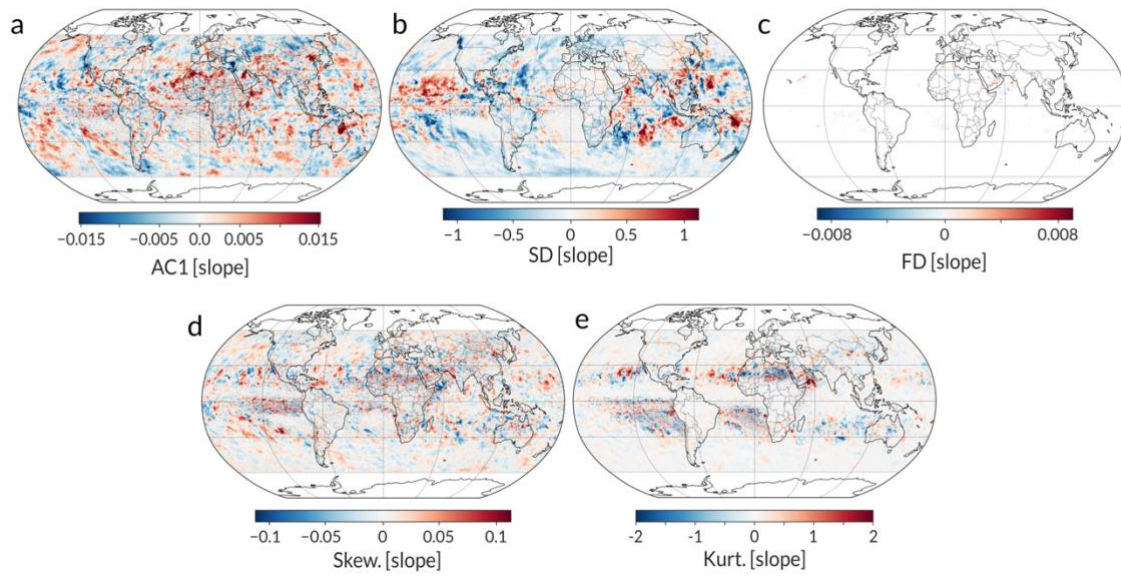 a
b
c
−0.015 −0.005 0.0 0.005 0.015
AC1 [slope]
−1 −0.5 0 0.5 1
SD [slope]
−0.008 0 0.008
FD [slope]
d
e
−0.1 −0.05 0 0.05 0.1
Skew. [slope]
-2 -1 0 1 2
Kurt. [slope]